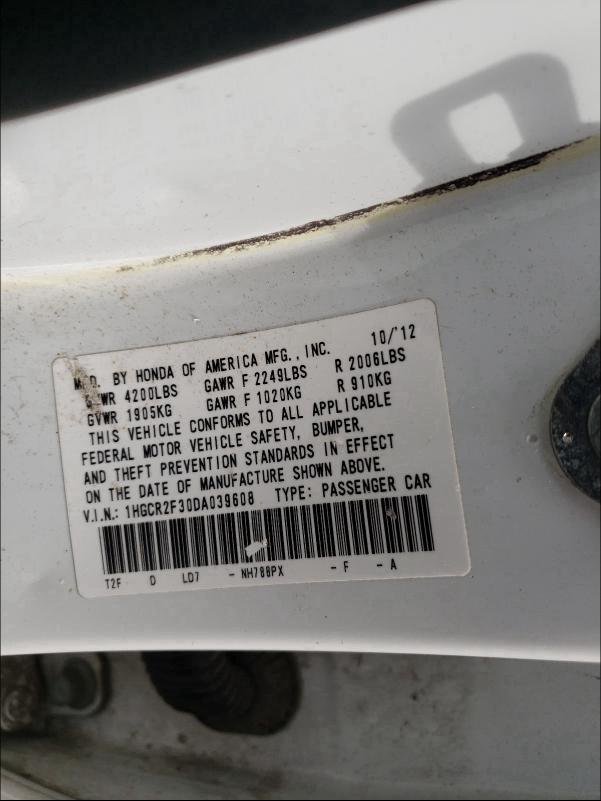 MFD. BY HONDA OF AMERICA MFG., INC. 10/'12
GVWR 4200LBS GAWR F 2249LBS R 2006LBS
GVWR 1905KG GAWR F 1020KG R 910KG
THIS VEHICLE CONFORMS TO ALL APPLICABLE
FEDERAL MOTOR VEHICLE SAFETY, BUMPER,
AND THEFT PREVENTION STANDARDS IN EFFECT
ON THE DATE OF MANUFACTURE SHOWN ABOVE.
V.I.N.: 1HGCR2F30DA039608 TYPE: PASSENGER CAR
T2F D LD7 - NH788PX - F - A